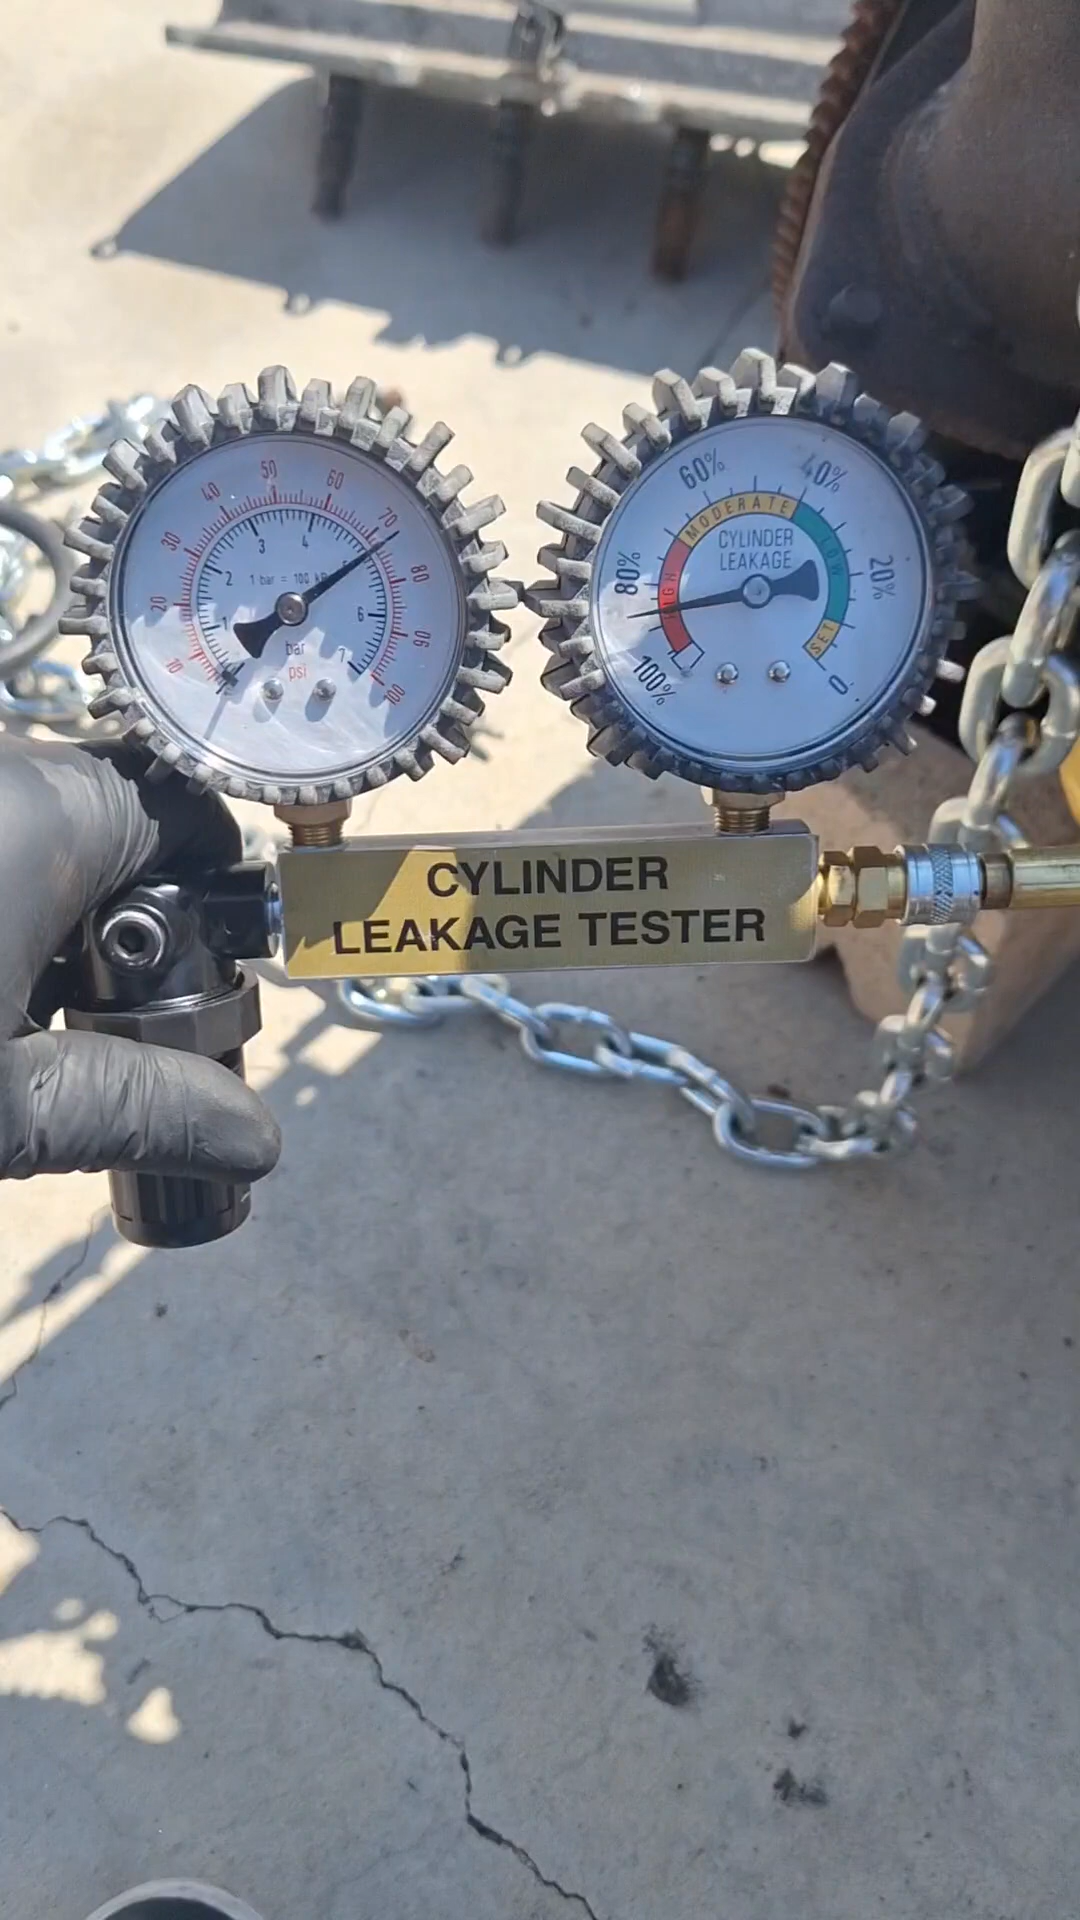 10 20 30 40 50 60 70 80 90 100
1 2 3 4 5 6 7
1 bar = 100 kPa
bar
psi
100% 80% 60% 40% 20% 0
HIGH MODERATE LOW SET
CYLINDER
LEAKAGE
CYLINDER
LEAKAGE TESTER